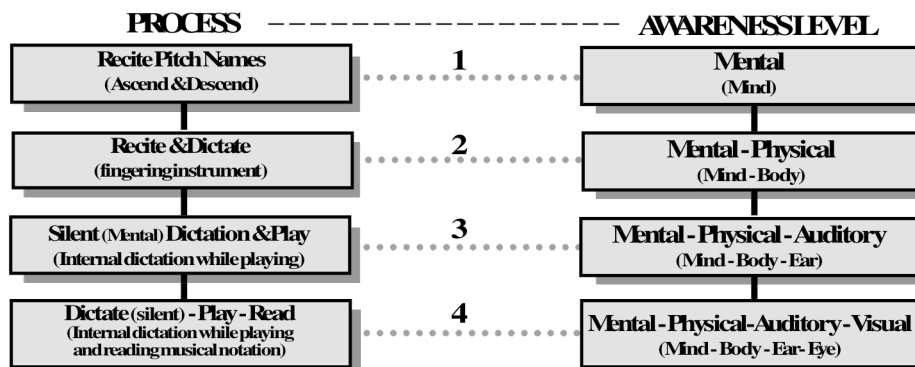 PROCESS
AWARENESS LEVEL
Recite Pitch Names
(Ascend & Descend)
1
Mental
(Mind)
Recite & Dictate
(fingering instrument)
2
Mental - Physical
(Mind - Body)
Silent (Mental) Dictation & Play
(Internal dictation while playing)
3
Mental - Physical - Auditory
(Mind - Body - Ear)
Dictate (silent) - Play - Read
(Internal dictation while playing
and reading musical notation)
4
Mental - Physical-Auditory - Visual
(Mind - Body - Ear- Eye)